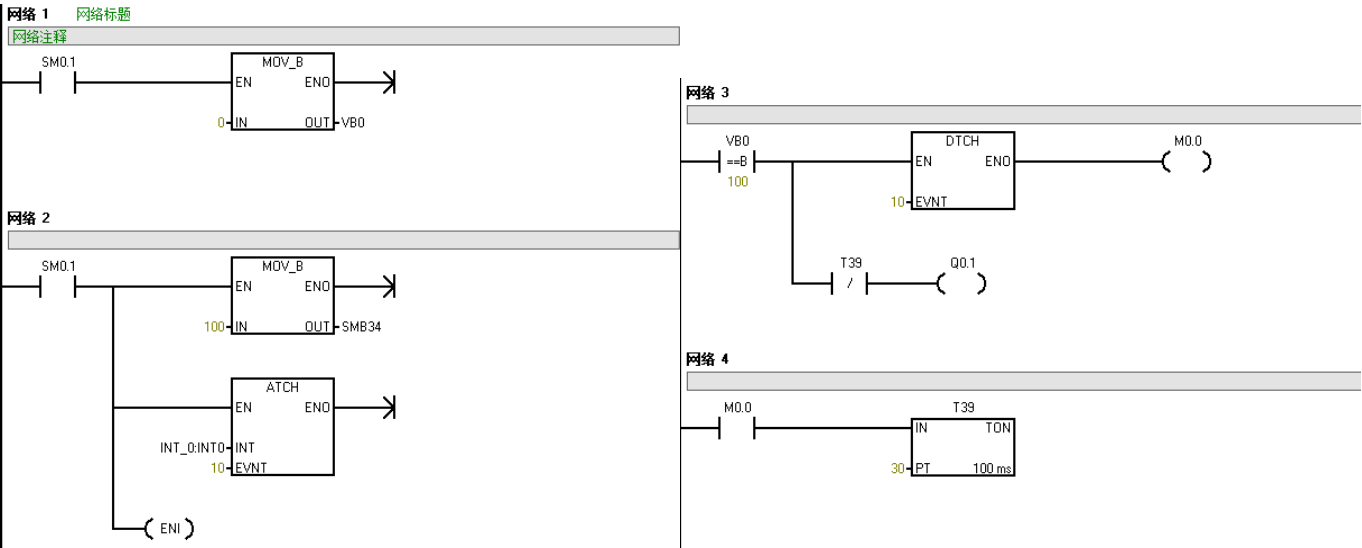 网络 1 网络标题
网络注释
SM0.1
MOV_B
EN ENO
0 IN OUT VB0
网络 2
SM0.1
MOV_B
EN ENO
100 IN OUT SMB34
ATCH
EN ENO
INT_0:INT0 INT
10 EVNT
ENI
网络 3
VB0 DTCH M0.0
==B EN ENO
100
10 EVNT
T39 Q0.1
/
网络 4
M0.0 T39
IN TON
30 PT 100 ms